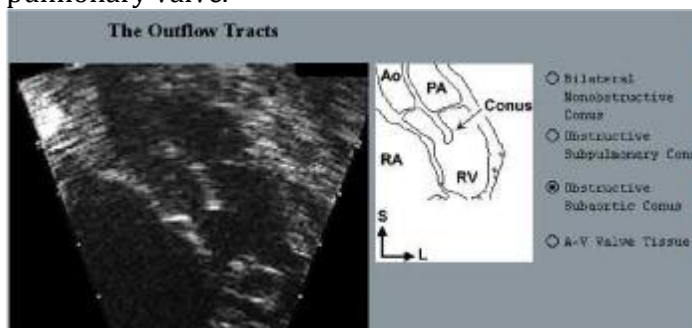 pulmonary valve.
The Outflow Tracts
Ao
PA
Conus
RA
RV
S
L
Bilateral
Nonobstructive
Conus
Obstructive
Subpulmonary Conu
Obstructive
Subaortic Conus
A-V Valve Tissue